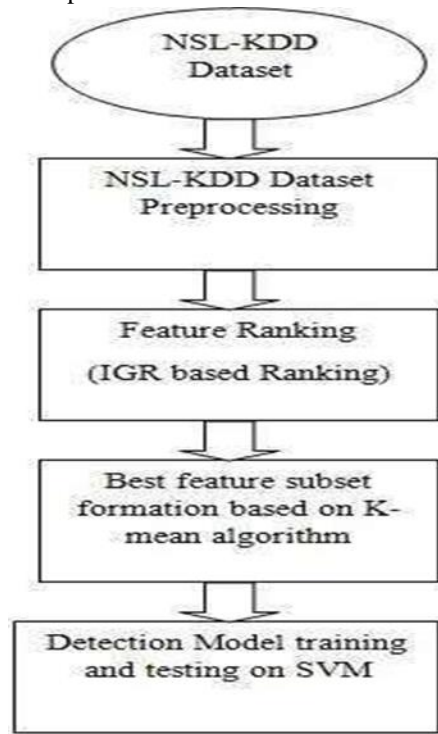 NSL-KDD
Dataset
NSL-KDD Dataset
Preprocessing
Feature Ranking
(IGR based Ranking)
Best feature subset
formation based on K-
mean algorithm
Detection Model training
and testing on SVM